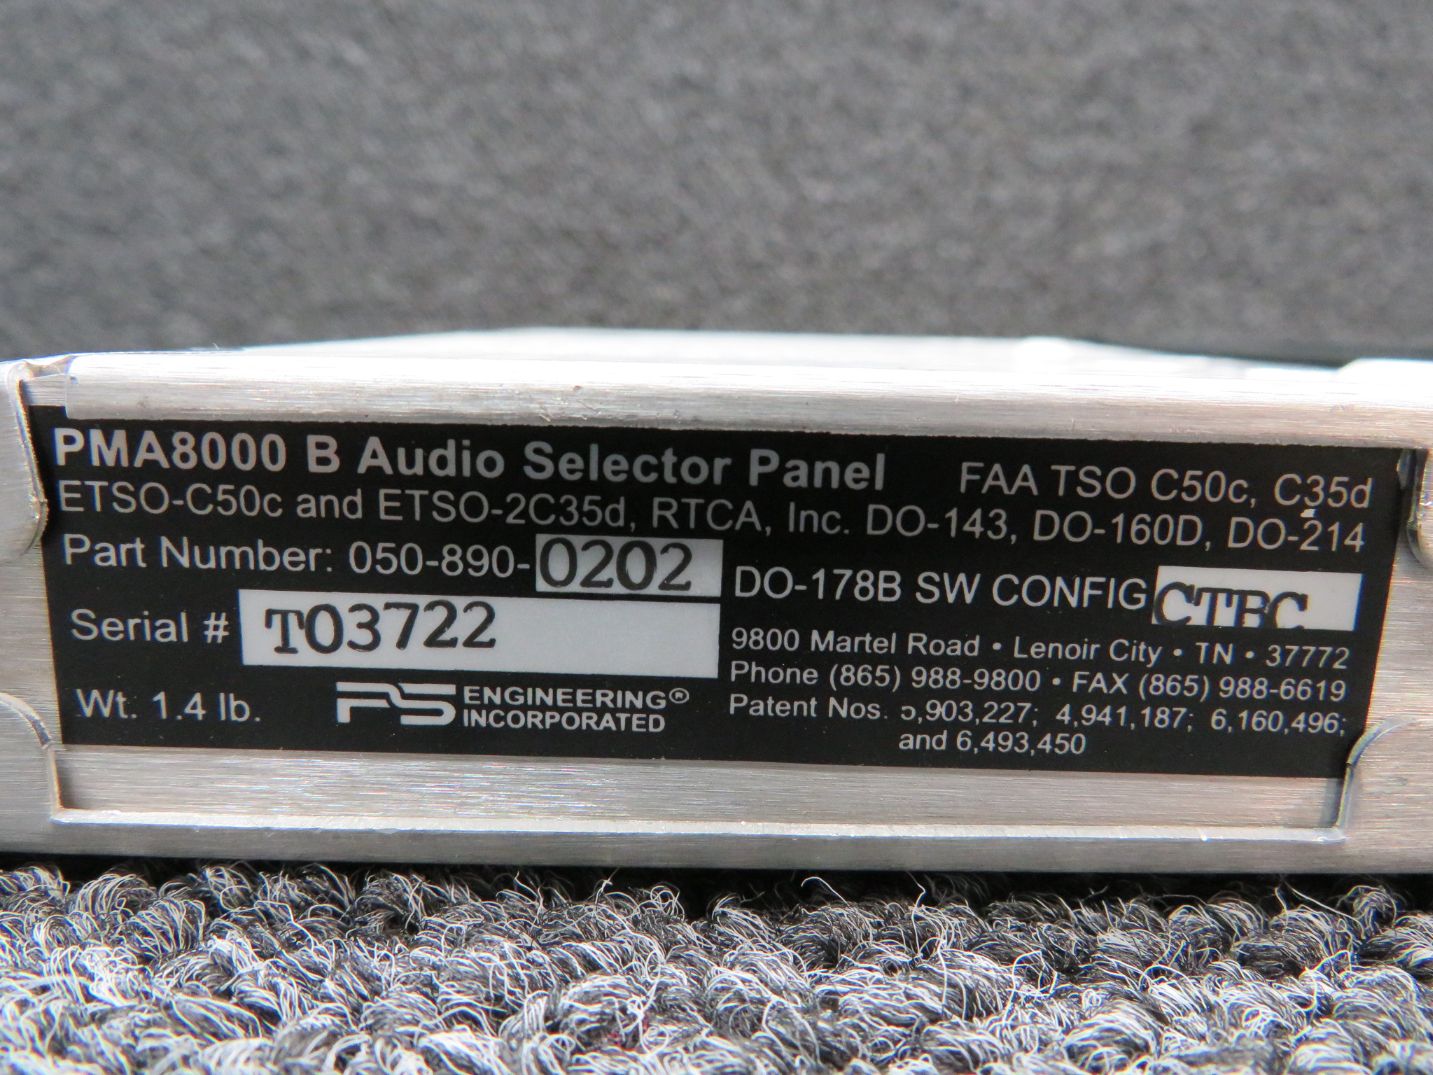 PMA8000 B Audio Selector Panel FAA TSO C50c, C35d
ETSO-C50c and ETSO-2C35d, RTCA, Inc. DO-143, DO-160D, DO-214
Part Number: 050-890-0202 DO-178B SW CONFIG CTBC
Serial # T03722
9800 Martel Road • Lenoir City • TN • 37772
Phone (865) 988-9800 • FAX (865) 988-6619
Wt. 1.4 lb.
PS ENGINEERING®
INCORPORATED
Patent Nos. 5,903,227; 4,941,187; 6,160,496;
and 6,493,450